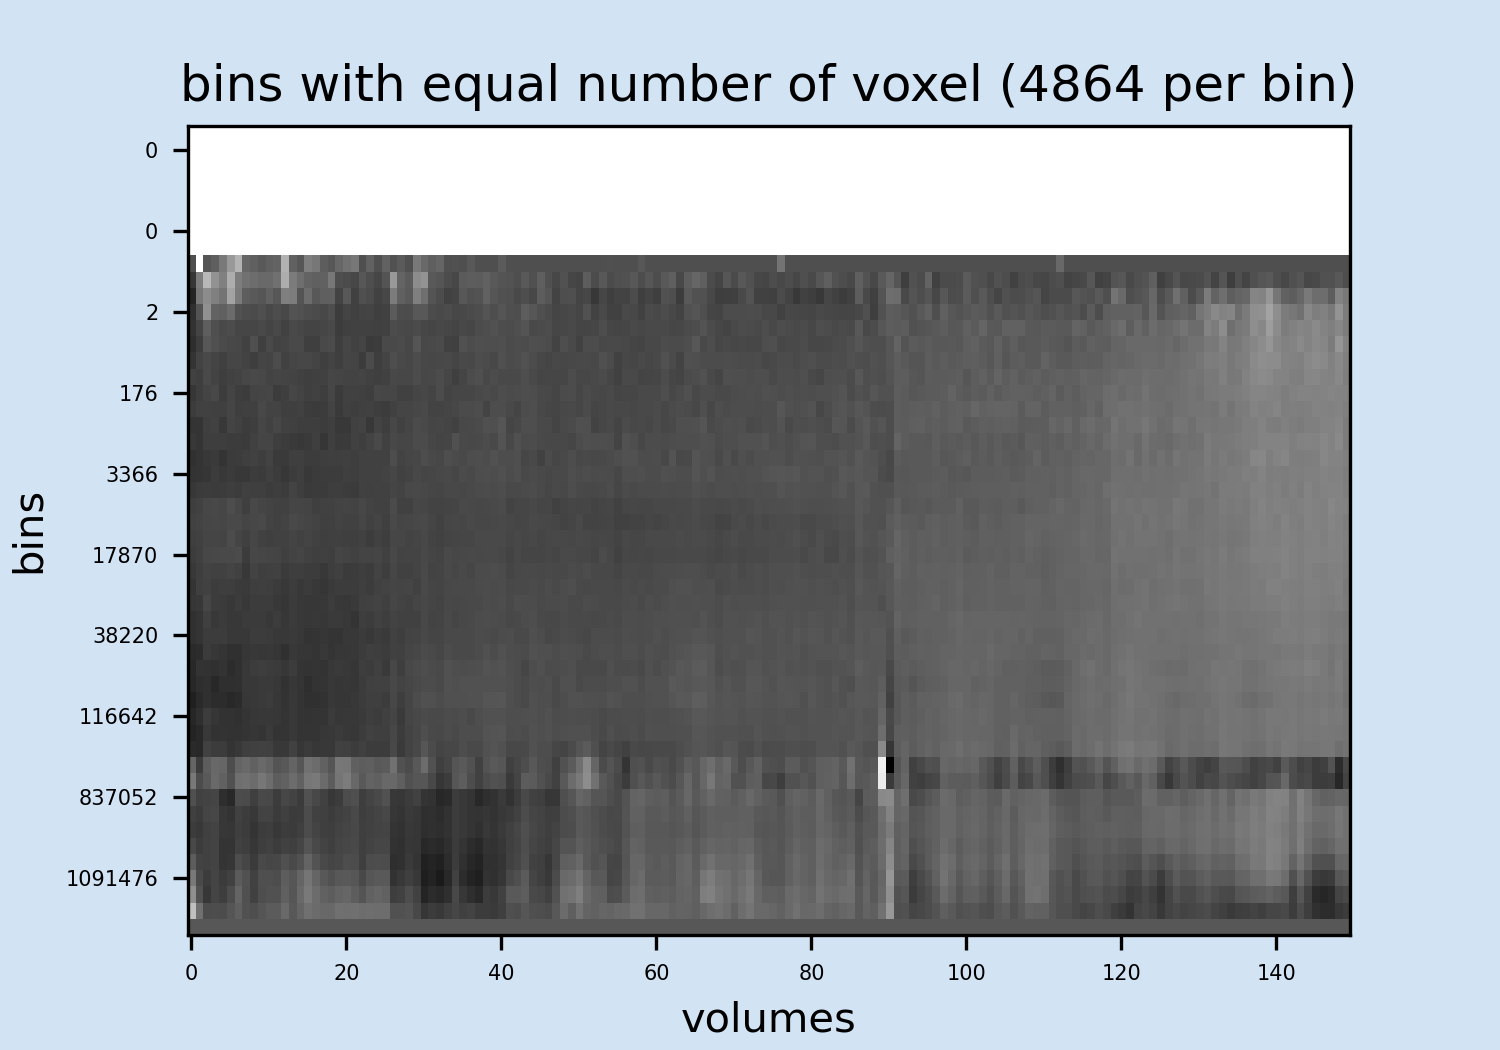 bins with equal number of voxel (4864 per bin)
0
0
2
176
3366
17870
38220
116642
837052
1091476
bins
0 20 40 60 80 100 120 140
volumes